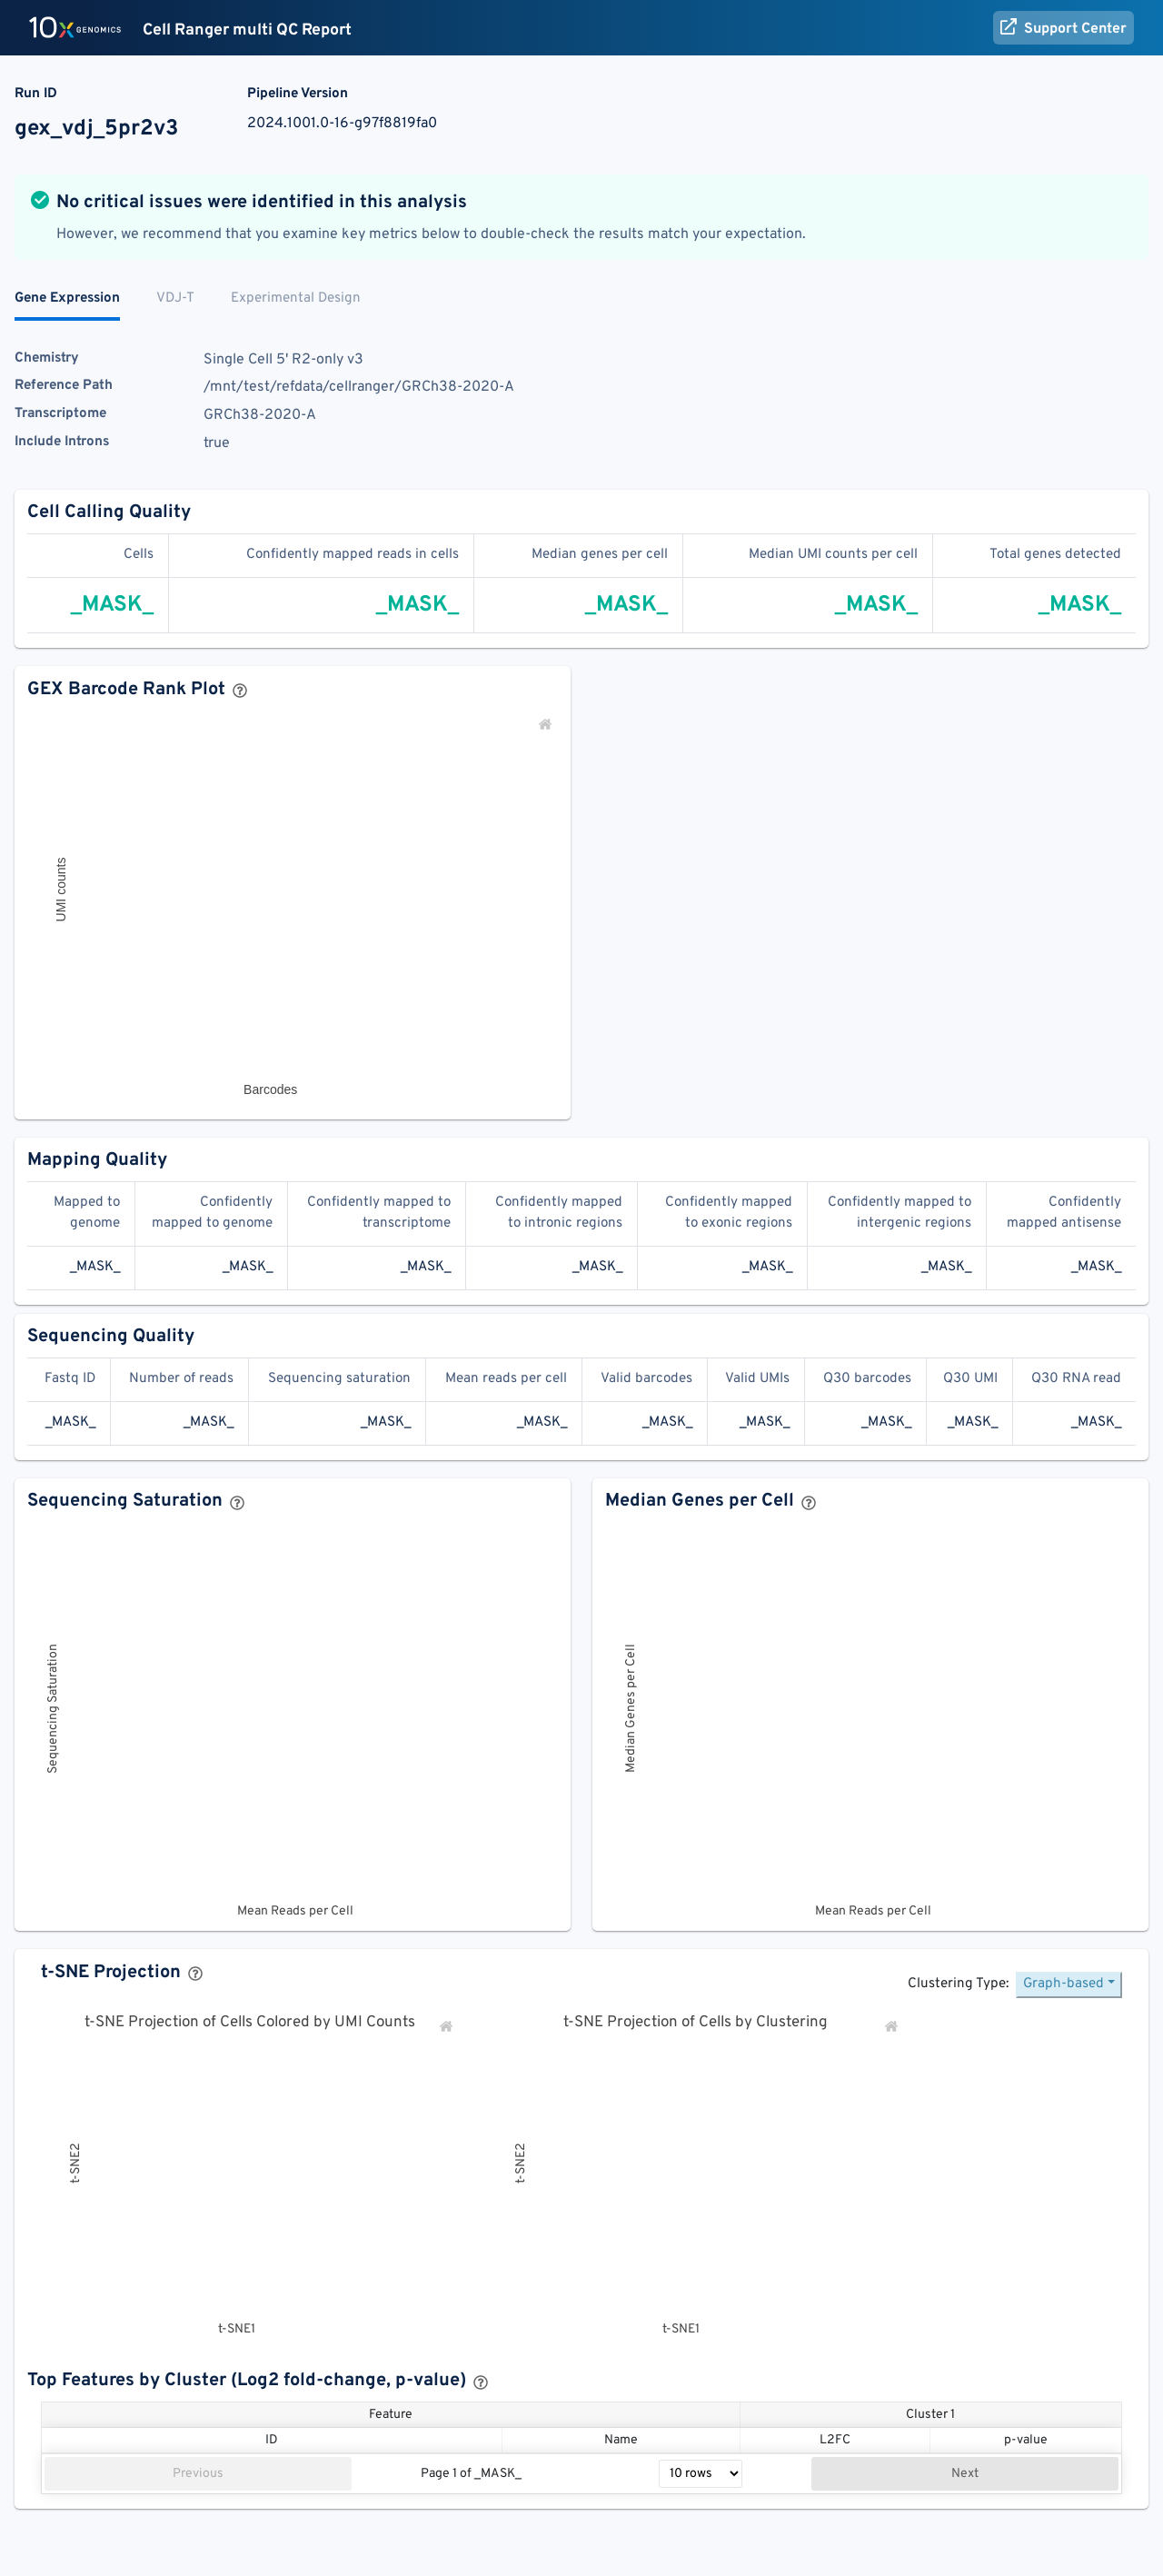 10x GENOMICS Cell Ranger multi QC Report Support Center
Run ID Pipeline Version
gex_vdj_5pr2v3 2024.1001.0-16-g97f8819fa0
No critical issues were identified in this analysis
However, we recommend that you examine key metrics below to double-check the results match your expectation.
Gene Expression VDJ-T Experimental Design
Chemistry Single Cell 5' R2-only v3
Reference Path /mnt/test/refdata/cellranger/GRCh38-2020-A
Transcriptome GRCh38-2020-A
Include Introns true
Cell Calling Quality
Cells Confidently mapped reads in cells Median genes per cell Median UMI counts per cell Total genes detected
_MASK_ _MASK_ _MASK_ _MASK_ _MASK_
GEX Barcode Rank Plot
UMI counts
Barcodes
Mapping Quality
Mapped to genome Confidently mapped to genome Confidently mapped to transcriptome Confidently mapped to intronic regions Confidently mapped to exonic regions Confidently mapped to intergenic regions Confidently mapped antisense
_MASK_ _MASK_ _MASK_ _MASK_ _MASK_ _MASK_ _MASK_
Sequencing Quality
Fastq ID Number of reads Sequencing saturation Mean reads per cell Valid barcodes Valid UMIs Q30 barcodes Q30 UMI Q30 RNA read
_MASK_ _MASK_ _MASK_ _MASK_ _MASK_ _MASK_ _MASK_ _MASK_ _MASK_
Sequencing Saturation
Sequencing Saturation
Mean Reads per Cell
Median Genes per Cell
Median Genes per Cell
Mean Reads per Cell
t-SNE Projection
Clustering Type: Graph-based
t-SNE Projection of Cells Colored by UMI Counts
t-SNE2
t-SNE1
t-SNE Projection of Cells by Clustering
t-SNE2
t-SNE1
Top Features by Cluster (Log2 fold-change, p-value)
Feature Cluster 1
ID Name L2FC p-value
Previous Page 1 of _MASK_ 10 rows Next